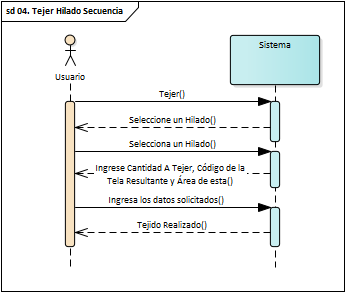 sd 04. Tejer Hilado Secuencia
Usuario
Sistema
Tejer()
Seleccione un Hilado()
Selecciona un Hilado()
Ingrese Cantidad A Tejer, Código de la
Tela Resultante y Área de esta()
Ingresa los datos solicitados()
Tejido Realizado()